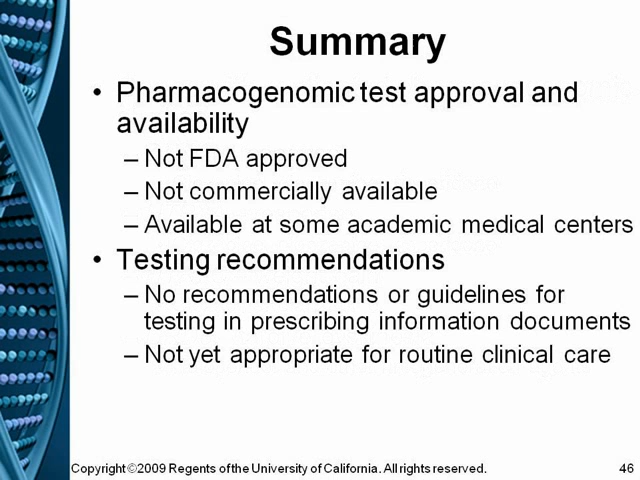 Summary
• Pharmacogenomic test approval and
availability
– Not FDA approved
– Not commercially available
– Available at some academic medical centers
• Testing recommendations
– No recommendations or guidelines for
testing in prescribing information documents
– Not yet appropriate for routine clinical care
Copyright ©2009 Regents of the University of California. All rights reserved.
46